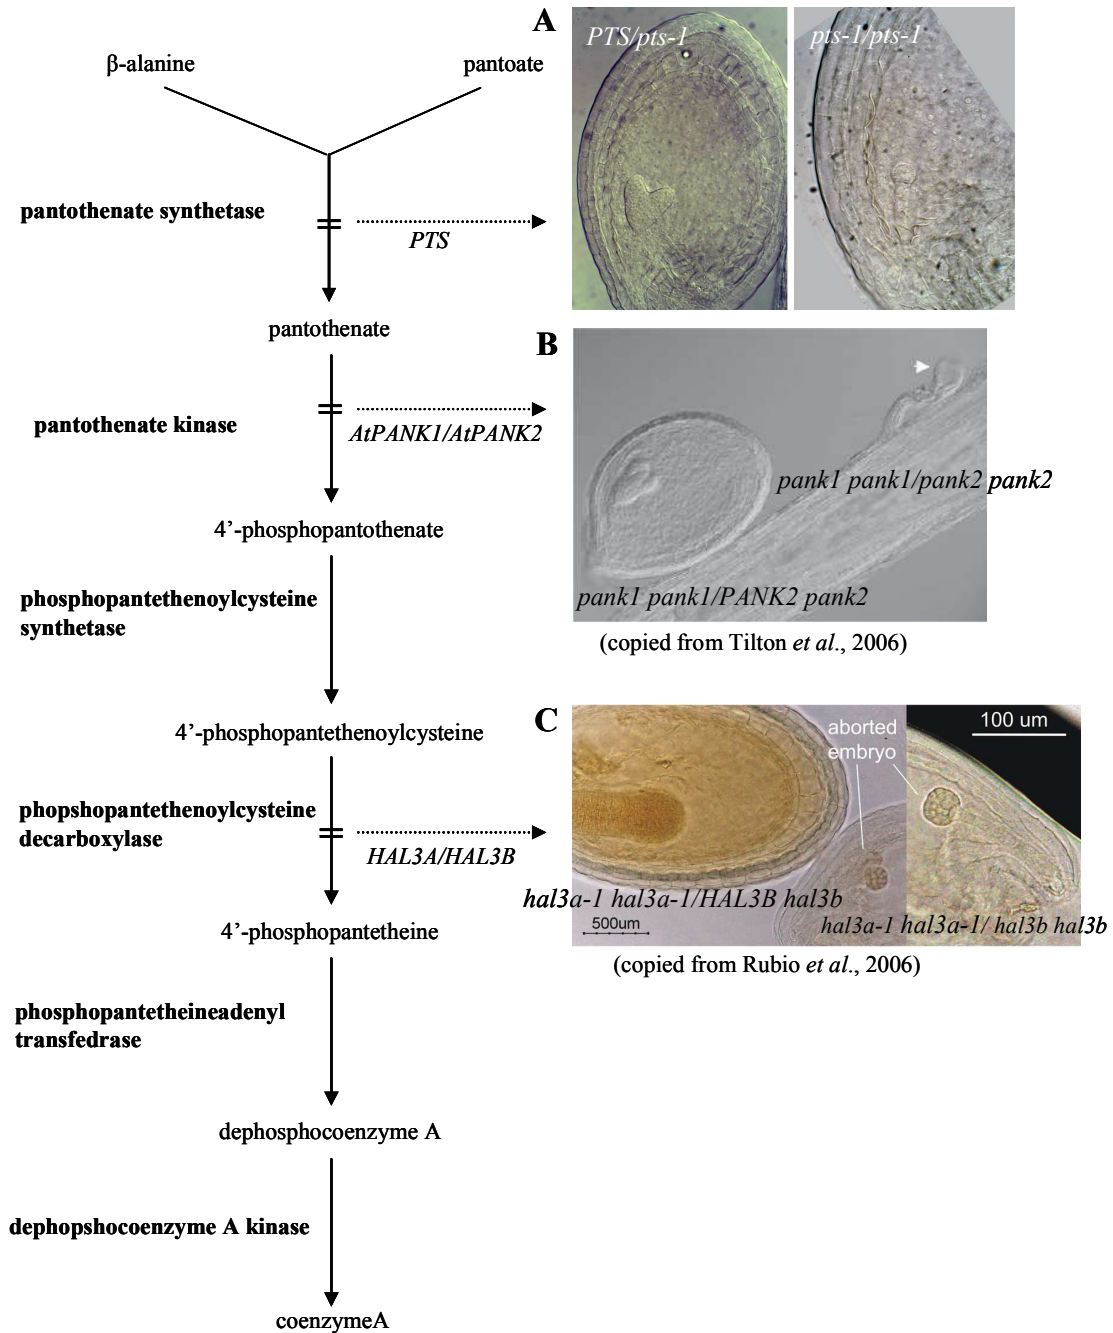 A
PTS/pts-1
pts-1/pts-1
β-alanine
pantoate
pantothenate synthetase
PTS
pantothenate
B
pantothenate kinase
AtPANK1/AtPANK2
pank1 pank1/pank2 pank2
4’-phosphopantothenate
phosphopantethenoylcysteine
synthetase
pank1 pank1/PANK2 pank2
(copied from Tilton et al., 2006)
4’-phosphopantethenoylcysteine
C
100 um
aborted
embryo
phopshopantethenoylcysteine
decarboxylase
HAL3A/HAL3B
hal3a-1 hal3a-1/HAL3B hal3b
500um
hal3a-1 hal3a-1/ hal3b hal3b
4’-phosphopantetheine
(copied from Rubio et al., 2006)
phosphopantetheineadenyl
transfedrase
dephosphocoenzyme A
dephopshocoenzyme A kinase
coenzymeA